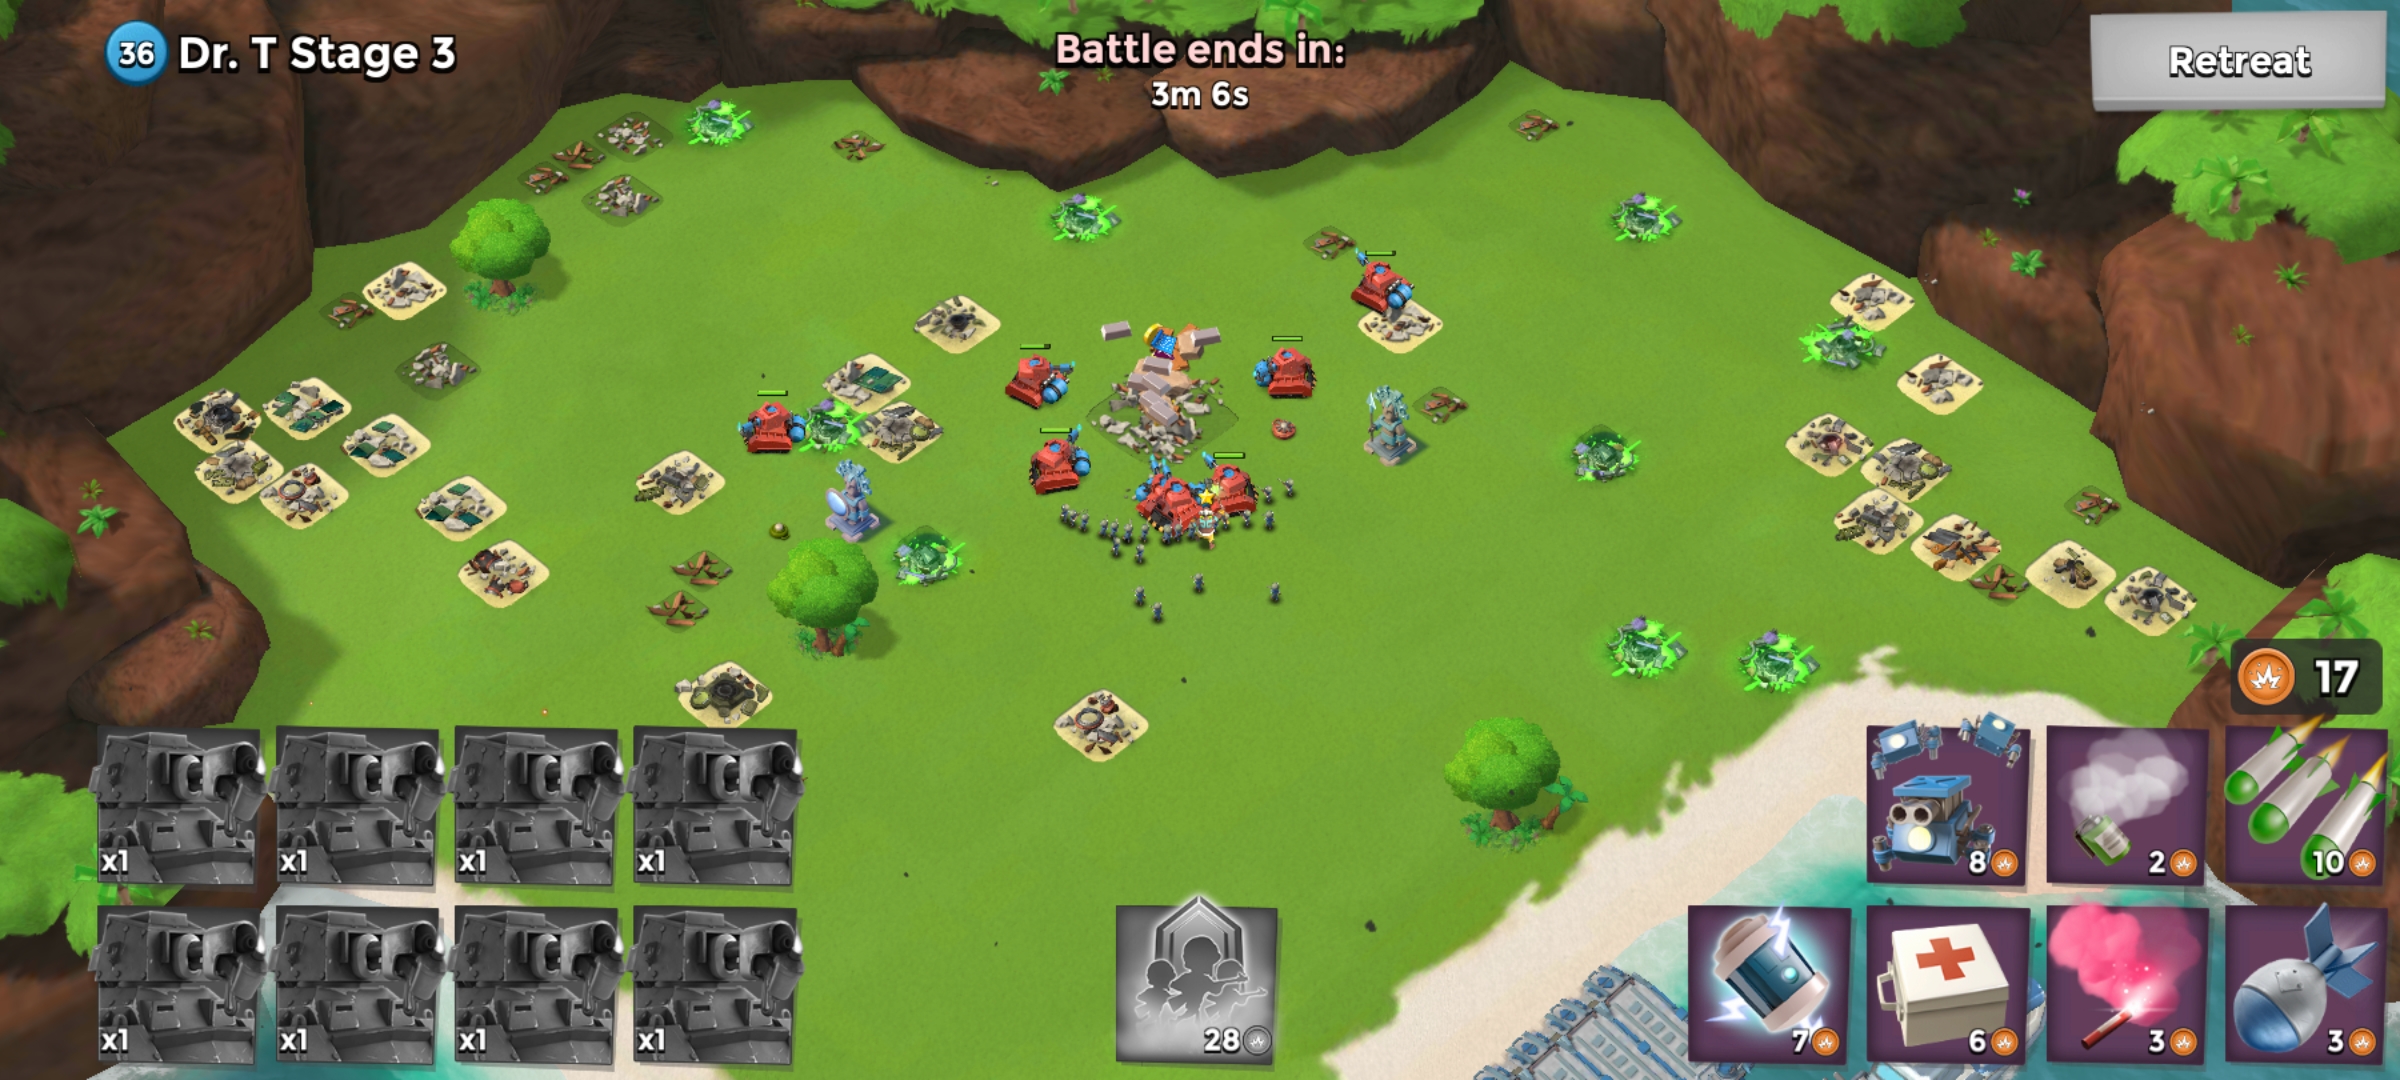 36 Dr. T Stage 3
Battle ends in:
3m 6s
Retreat
17
x1 x1 x1 x1
8 2 10
x1 x1 x1 x1
28
7 6 3 3